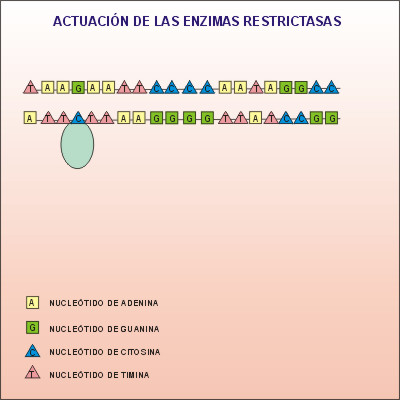 ACTUACIÓN DE LAS ENZIMAS RESTRICTASAS
T A A G A A T T C C C C A A T A G G C C
A T T C T T A A G G G G T T A T C C G G
A NUCLEÓTIDO DE ADENINA
G NUCLEÓTIDO DE GUANINA
C NUCLEÓTIDO DE CITOSINA
T NUCLEÓTIDO DE TIMINA